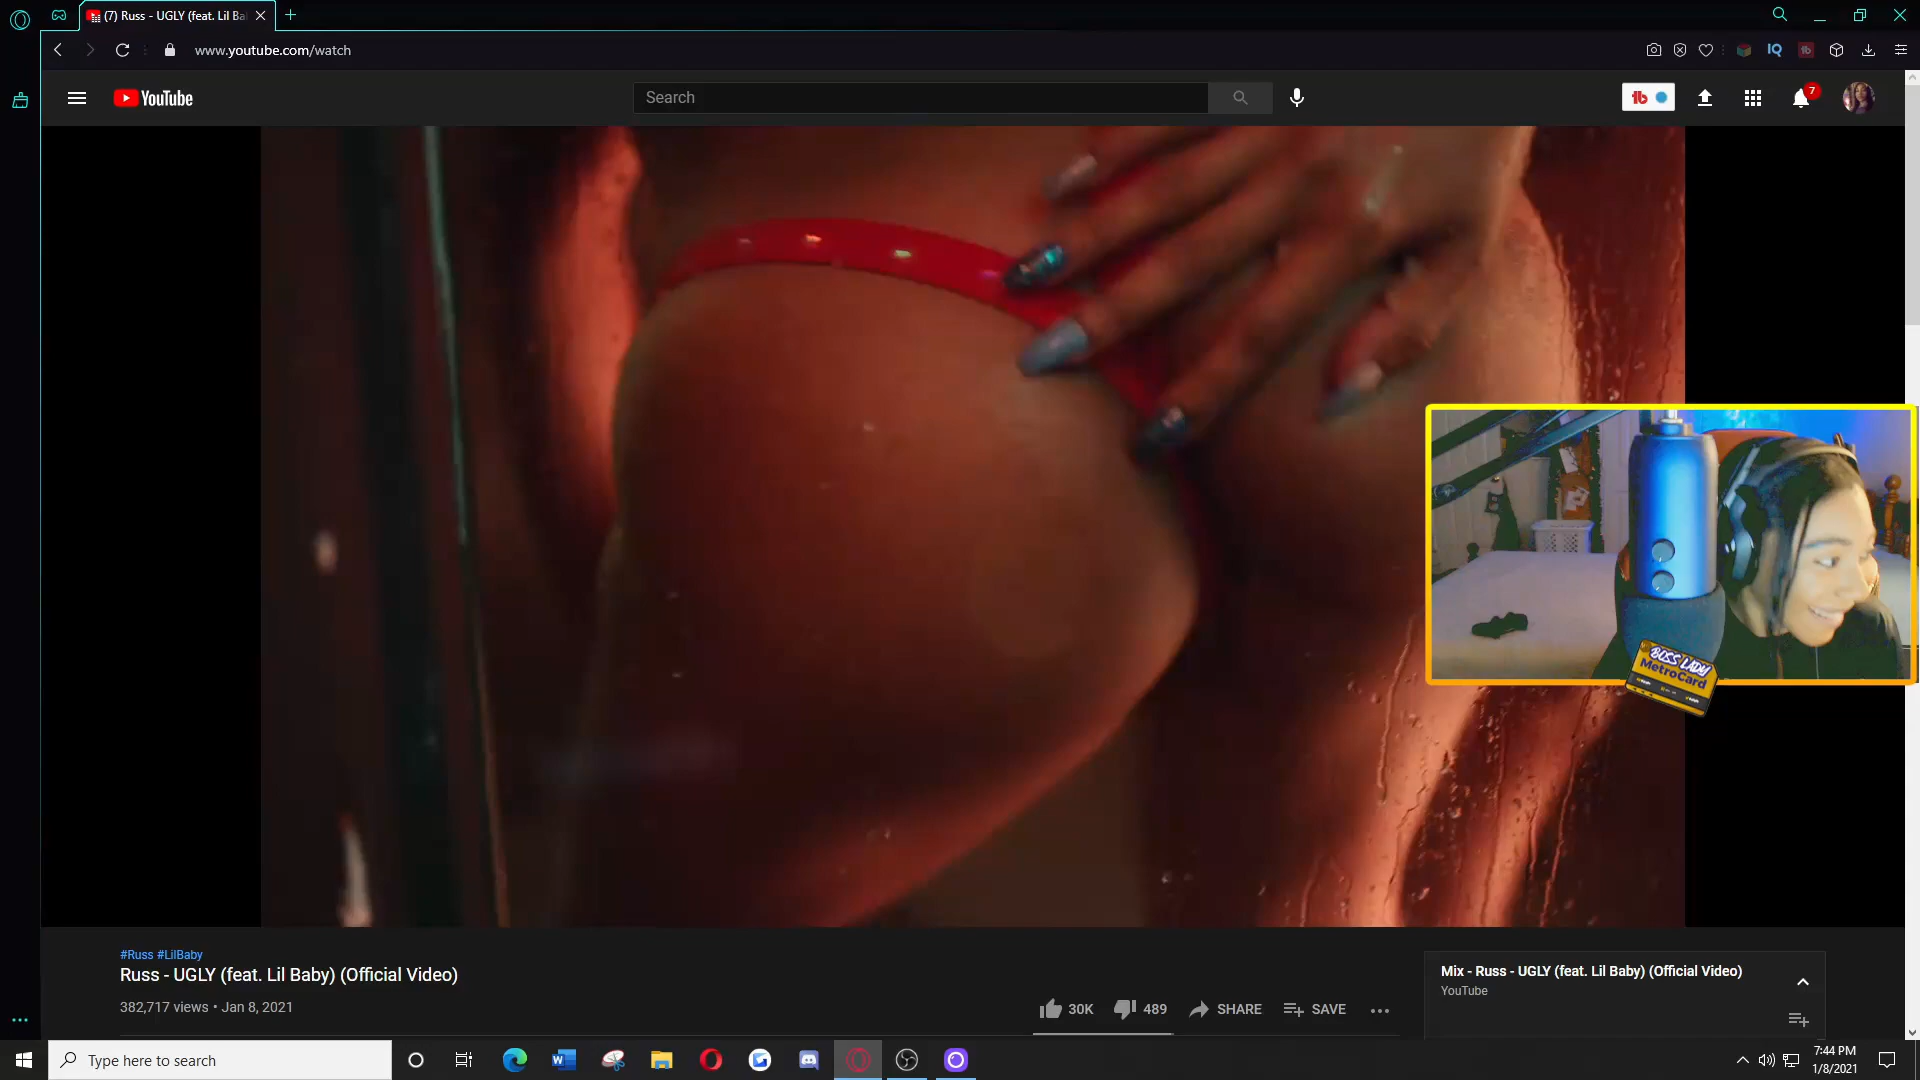 (7) Russ - UGLY (feat. Lil Ba
www.youtube.com/watch
YouTube
Search
7
BOSS LADY
MetroCard
#Russ #LilBaby
Russ - UGLY (feat. Lil Baby) (Official Video)
382,717 views • Jan 8, 2021
30K
489
SHARE
SAVE
Mix - Russ - UGLY (feat. Lil Baby) (Official Video)
YouTube
Type here to search
7:44 PM
1/8/2021